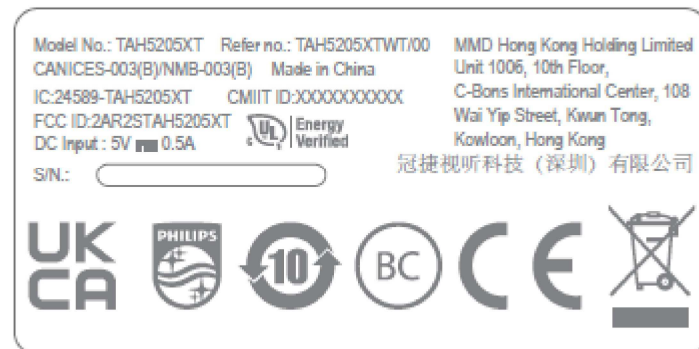 Model No.: TAH5205XT Refer no.: TAH5205XTWT/00
CANICES-003(B)/NMB-003(B) Made in China
IC:24589-TAH5205XT CMIIT ID:XXXXXXXXXX
FCC ID:2AR2STAH5205XT
DC Input : 5V 0.5A
C UL US Energy
Verified
S/N.:
MMD Hong Kong Holding Limited
Unit 1006, 10th Floor,
C-Bons International Center, 108
Wai Yip Street, Kwun Tong,
Kowloon, Hong Kong
冠捷视听科技（深圳）有限公司
UK
CA
PHILIPS
10
BC
CE